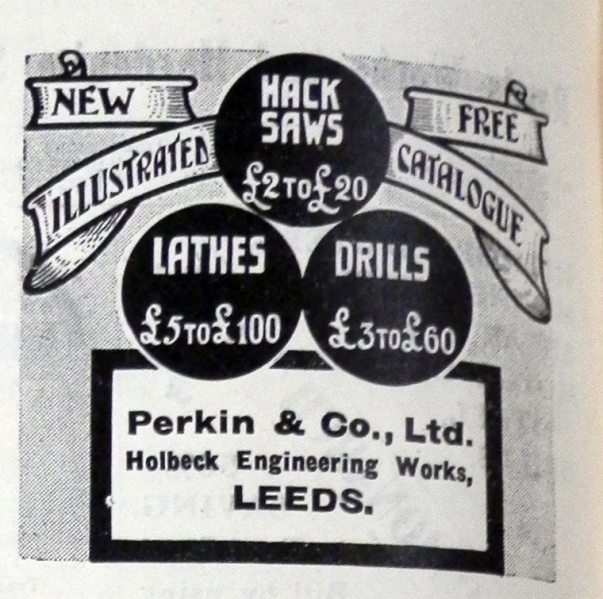 NEW
ILLUSTRATED
FREE
CATALOGUE
HACK
SAWS
£2 TO £20
LATHES
£5 TO £100
DRILLS
£3 TO £60
Perkin & Co., Ltd.
Holbeck Engineering Works,
LEEDS.